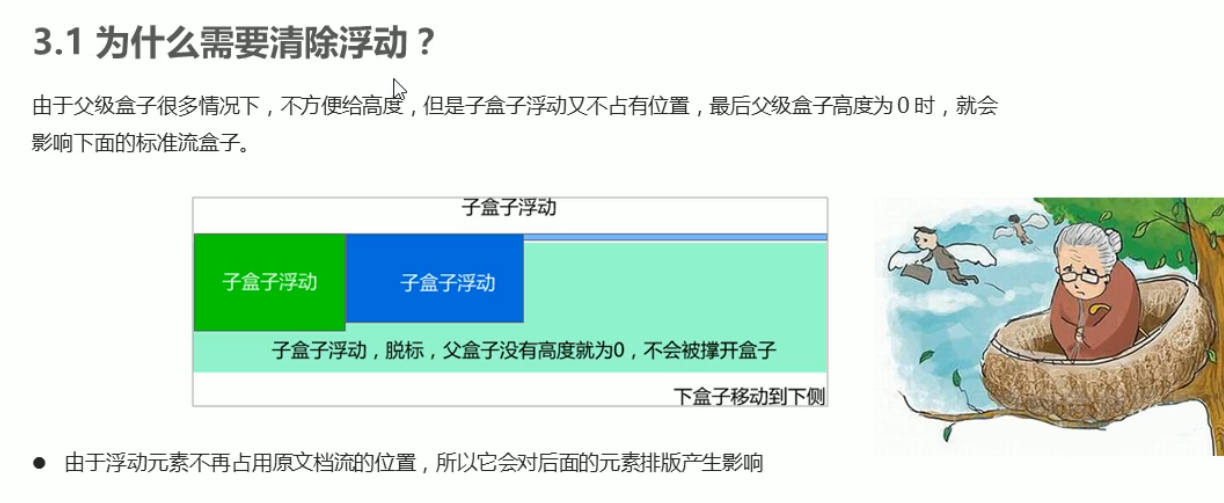 3.1 为什么需要清除浮动？
由于父级盒子很多情况下，不方便给高度，但是子盒子浮动又不占有位置，最后父级盒子高度为 0 时，就会
影响下面的标准流盒子。
子盒子浮动
子盒子浮动
子盒子浮动
子盒子浮动，脱标，父盒子没有高度就为0，不会被撑开盒子
下盒子移动到下侧
● 由于浮动元素不再占用原文档流的位置，所以它会对后面的元素排版产生影响